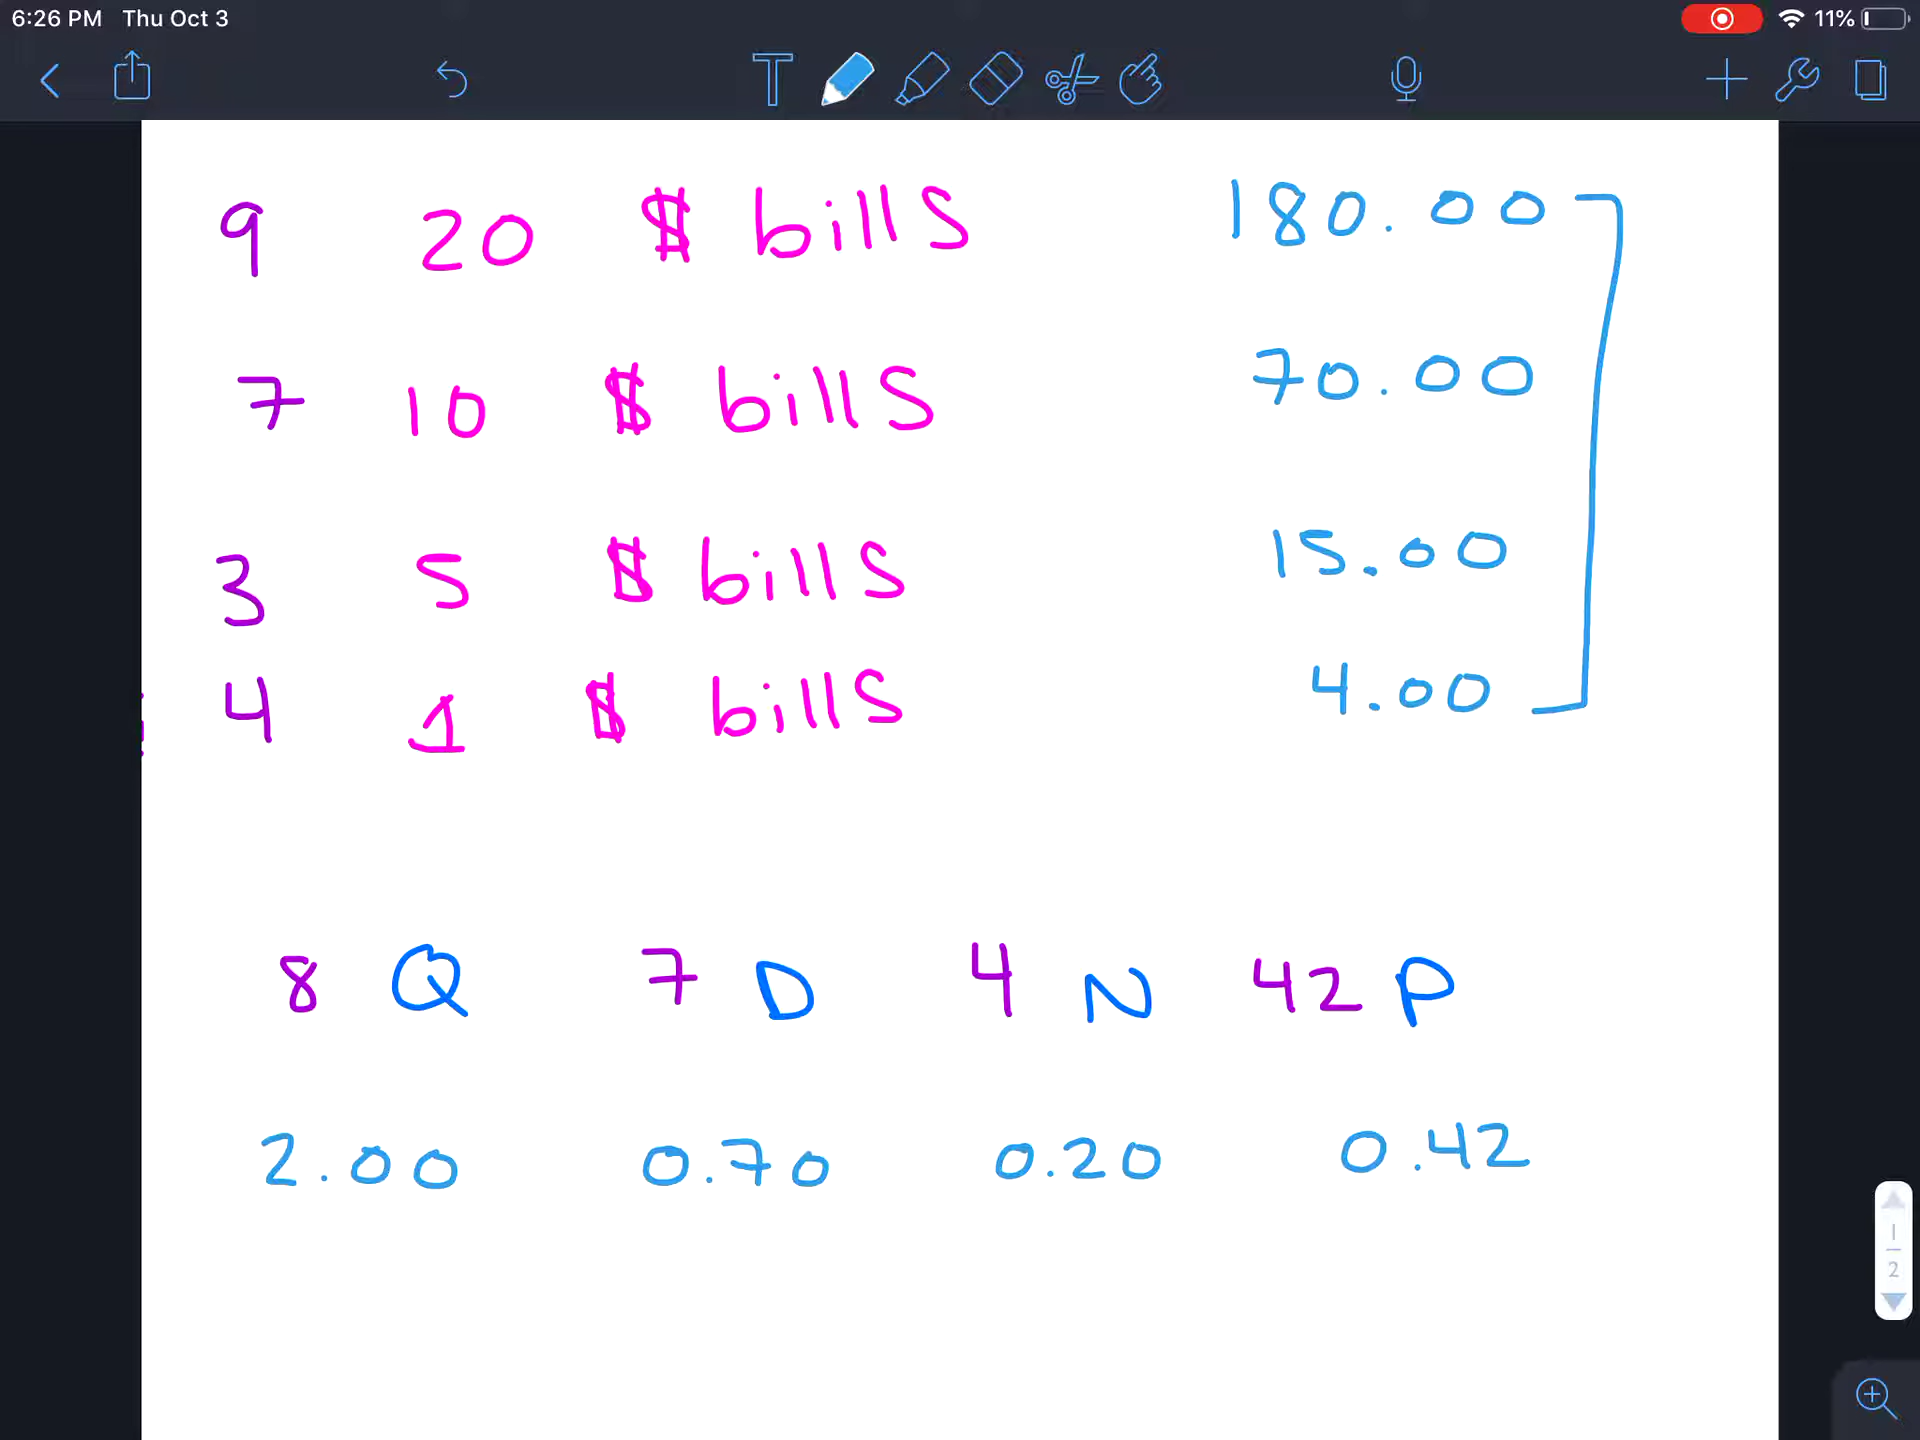 6:26 PM Thu Oct 3 11%
T
9 20 $ bills 180.00
7 10 $ bills 70.00
3 5 $ bills 15.00
4 1 $ bills 4.00
8 Q 7 D 4 N 42 P
2.00 0.70 0.20 0.42
1
2